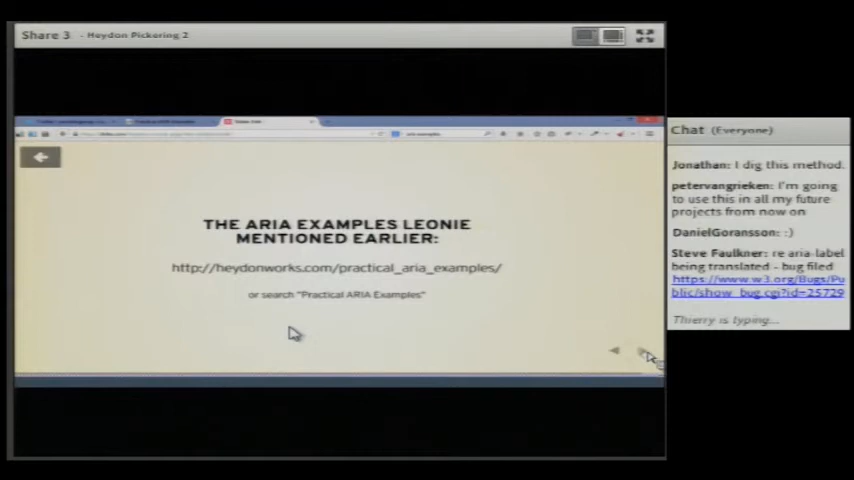 Share 3 - Heydon Pickering 2
THE ARIA EXAMPLES LEONIE
MENTIONED EARLIER:
http://heydonworks.com/practical_aria_examples/
or search "Practical ARIA Examples"
Chat (Everyone)
Jonathan: I dig this method.
petervangrieken: I'm going
to use this in all my future
projects from now on
DanielGoransson: :)
Steve Faulkner: re aria-label
being translated - bug filed
https://www.w3.org/Bugs/Pu
blic/show_bug.cgi?id=25729
Thierry is typing...